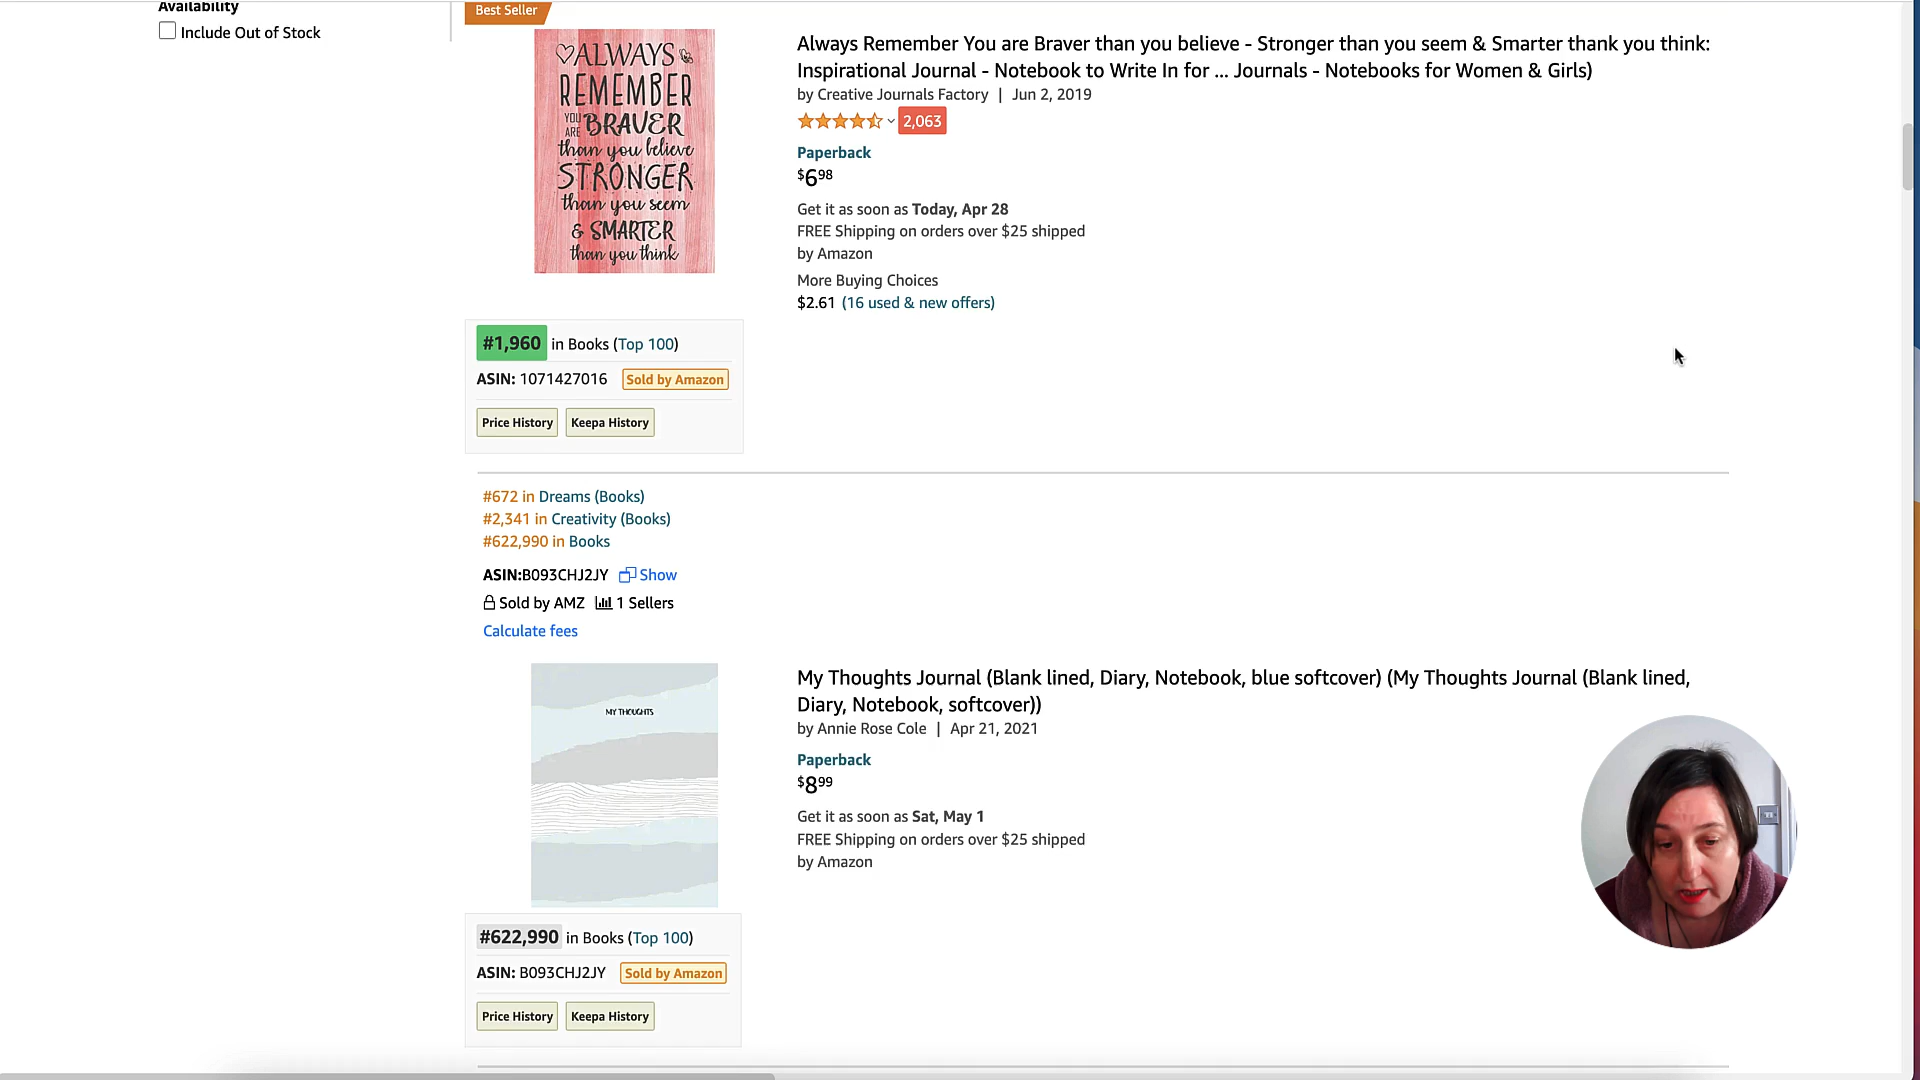 Availability
Include Out of Stock
Best Seller
ALWAYS
REMEMBER
YOU ARE BRAVER
than you believe
STRONGER
than you seem
& SMARTER
than you think
Always Remember You are Braver than you believe - Stronger than you seem & Smarter thank you think:
Inspirational Journal - Notebook to Write In for ... Journals - Notebooks for Women & Girls)
by Creative Journals Factory | Jun 2, 2019
2,063
Paperback
$6.98
Get it as soon as Today, Apr 28
FREE Shipping on orders over $25 shipped
by Amazon
More Buying Choices
$2.61 (16 used & new offers)
#1,960 in Books (Top 100)
ASIN: 1071427016 Sold by Amazon
Price History Keepa History
#672 in Dreams (Books)
#2,341 in Creativity (Books)
#622,990 in Books
ASIN:B093CHJ2JY Show
Sold by AMZ 1 Sellers
Calculate fees
MY THOUGHTS
My Thoughts Journal (Blank lined, Diary, Notebook, blue softcover) (My Thoughts Journal (Blank lined,
Diary, Notebook, softcover))
by Annie Rose Cole | Apr 21, 2021
Paperback
$8.99
Get it as soon as Sat, May 1
FREE Shipping on orders over $25 shipped
by Amazon
#622,990 in Books (Top 100)
ASIN: B093CHJ2JY Sold by Amazon
Price History Keepa History